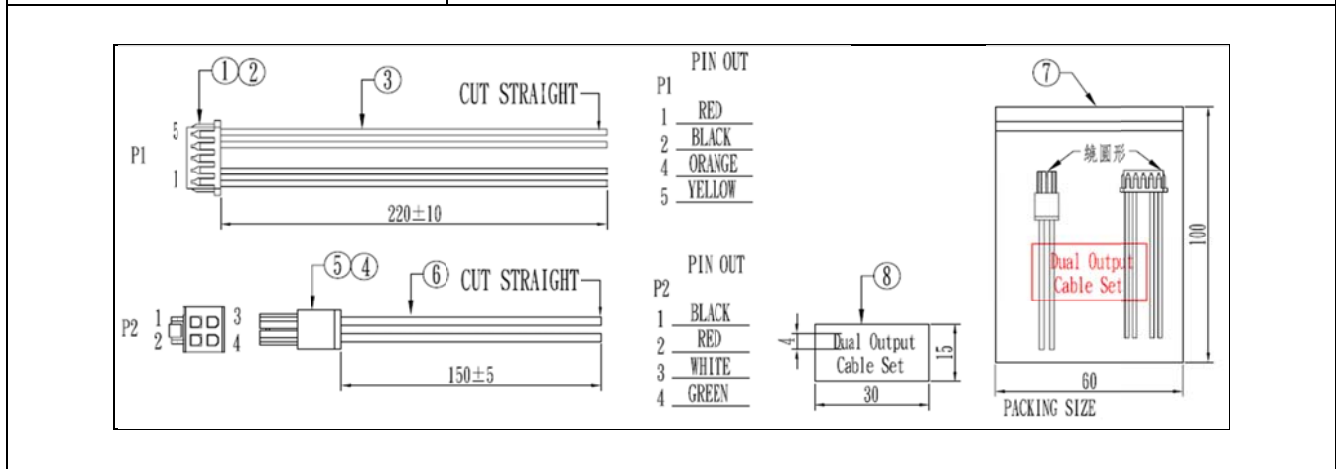 ①② ③ CUT STRAIGHT
P1
5
1
220±10
PIN OUT
P1
1 RED
2 BLACK
4 ORANGE
5 YELLOW
⑤④ ⑥ CUT STRAIGHT
P2
1 3
2 4
150±5
PIN OUT
P2
1 BLACK
2 RED
3 WHITE
4 GREEN
⑧
4
Dual Output
Cable Set
15
30
⑦
繞圓形
Dual Output
Cable Set
100
60
PACKING SIZE